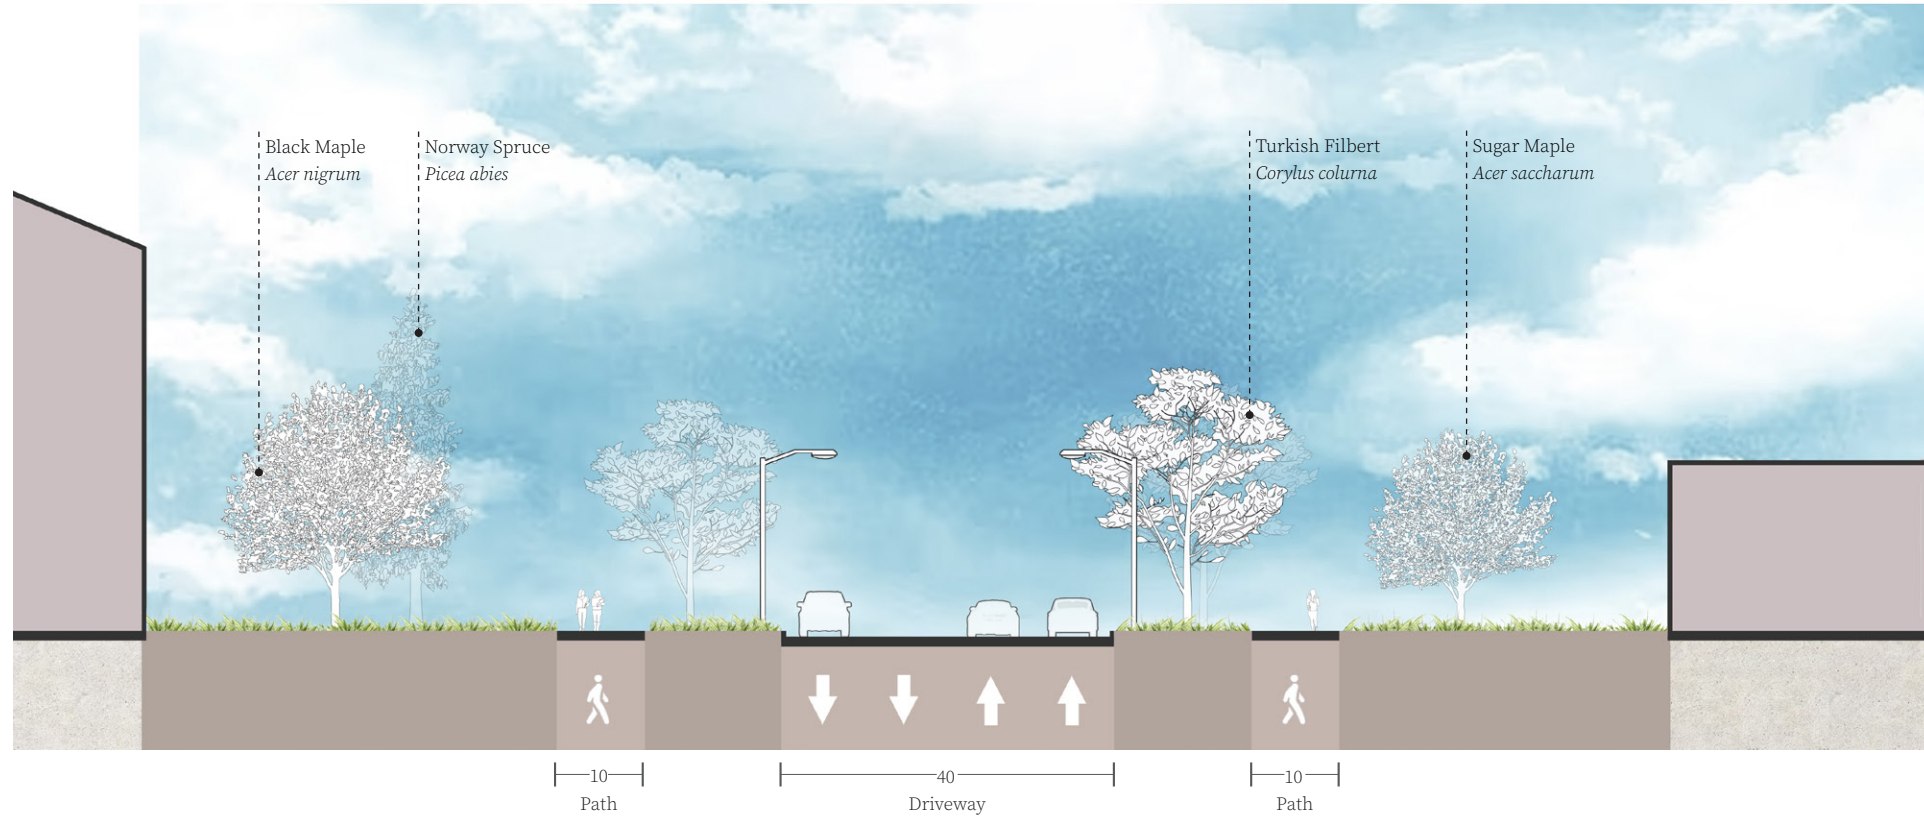 Black Maple
Acer nigrum
Norway Spruce
Picea abies
Turkish Filbert
Corylus colurna
Sugar Maple
Acer saccharum
10
Path
40
Driveway
10
Path